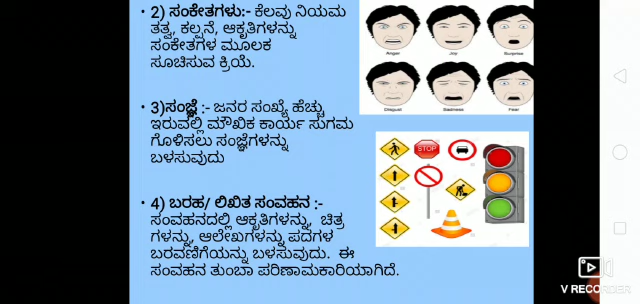 • 2) ಸಂಕೇತಗಳು:- ಕೆಲವು ನಿಯಮ
ತತ್ವ, ಕಲ್ಪನೆ, ಆಕೃತಿಗಳನ್ನು
ಸಂಕೇತಗಳ ಮೂಲಕ
ಸೂಚಿಸುವ ಕ್ರಿಯೆ.
Anger Joy Surprise
Disgust Sadness Fear
• 3)ಸಂಜ್ಞೆ :- ಜನರ ಸಂಖ್ಯೆ ಹೆಚ್ಚು
ಇರುವಲ್ಲಿ ಮೌಖಿಕ ಕಾರ್ಯ ಸುಗಮ
ಗೊಳಿಸಲು ಸಂಜ್ಞೆಗಳನ್ನು
ಬಳಸುವುದು
STOP
• 4) ಬರಹ/ ಲಿಖಿತ ಸಂವಹನ :-
ಸಂವಹನದಲ್ಲಿ ಆಕೃತಿಗಳನ್ನು, ಚಿತ್ರ
ಗಳನ್ನು, ಆಲೇಖಗಳನ್ನು ಪದಗಳ
ಬರವಣಿಗೆಯನ್ನು ಬಳಸುವುದು. ಈ
ಸಂವಹನ ತುಂಬಾ ಪರಿಣಾಮಕಾರಿಯಾಗಿದೆ.
V RECORDER